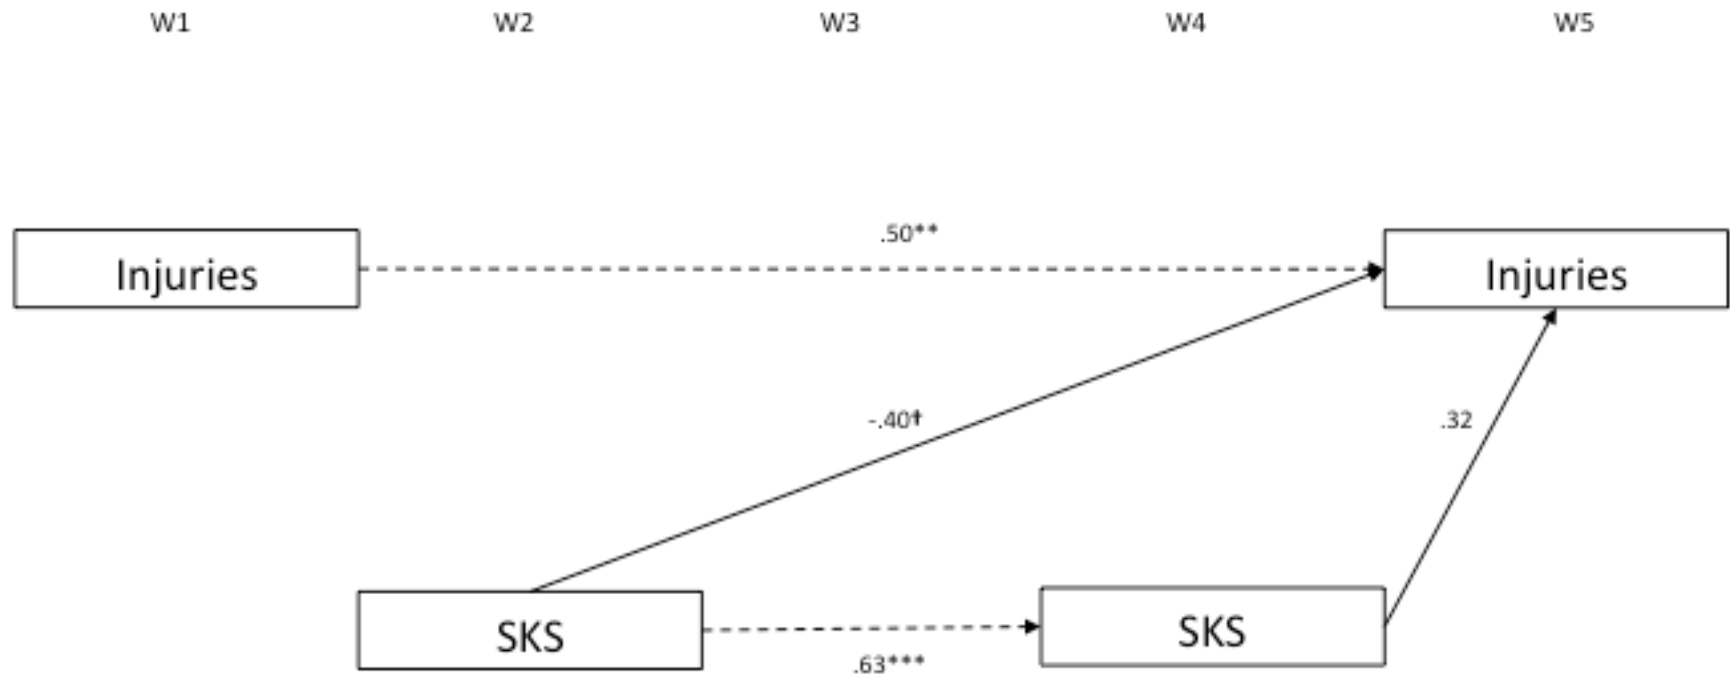 W1 W2 W3 W4 W5
.50**
Injuries Injuries
-.40† .32
SKS SKS
.63***